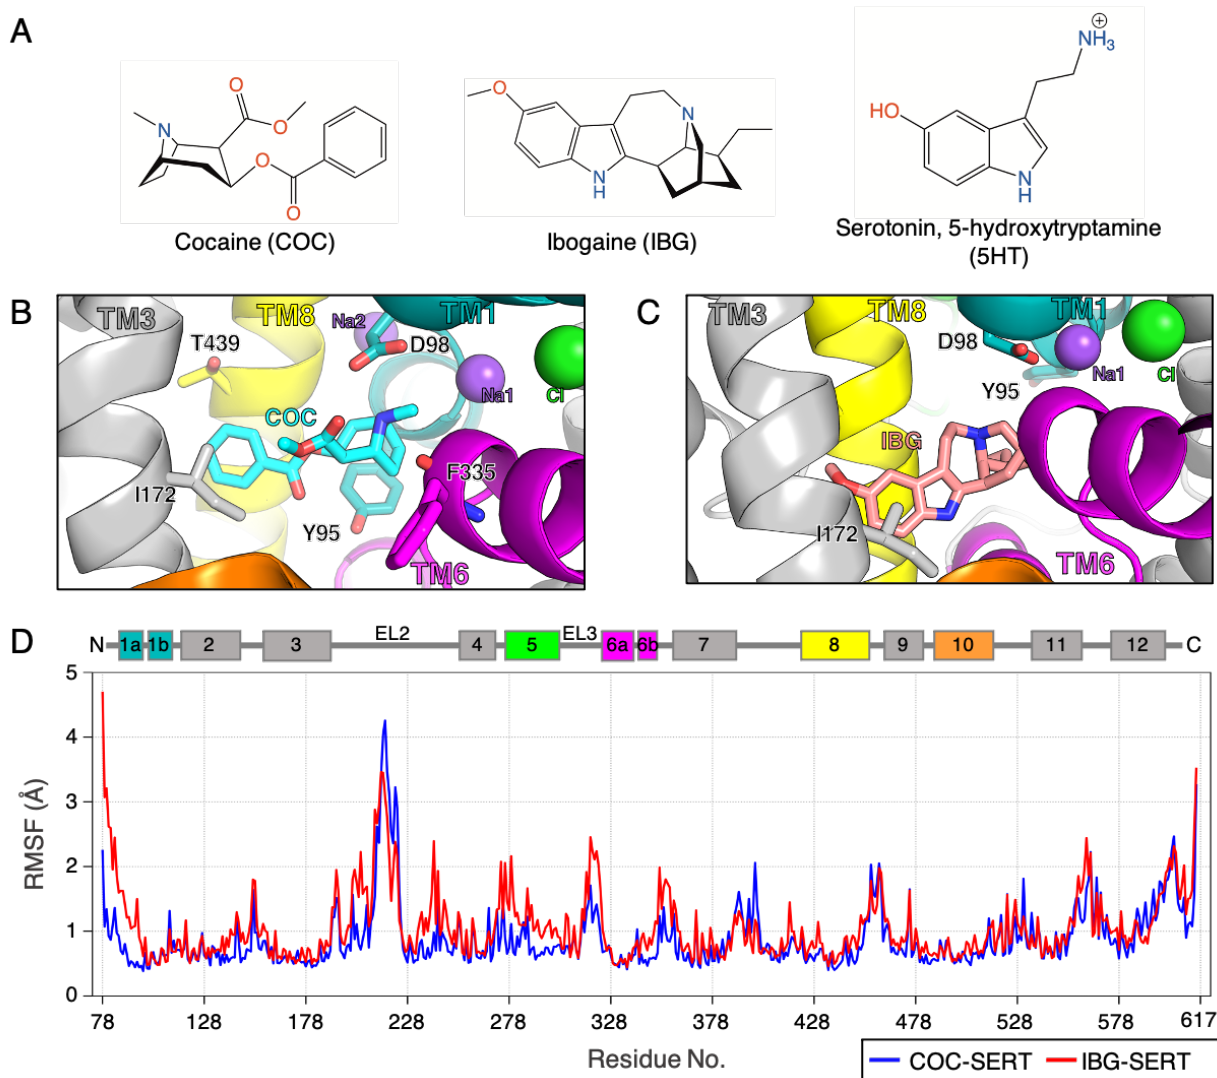 A
N
O
O
O
O
Cocaine (COC)
O
N
N
H
Ibogaine (IBG)
NH3
+
HO
N
H
Serotonin, 5-hydroxytryptamine
(5HT)
B
TM3
TM8
TM1
Na2
T439
D98
Na1
Cl
COC
F335
I172
Y95
TM6
C
TM3
TM8
TM1
D98
Na1
Cl
Y95
IBG
I172
TM6
D
N 1a 1b 2 3 EL2 4 5 EL3 6a 6b 7 8 9 10 11 12 C
5
4
3
2
1
0
RMSF (Å)
78 128 178 228 278 328 378 428 478 528 578 617
Residue No.
COC-SERT IBG-SERT